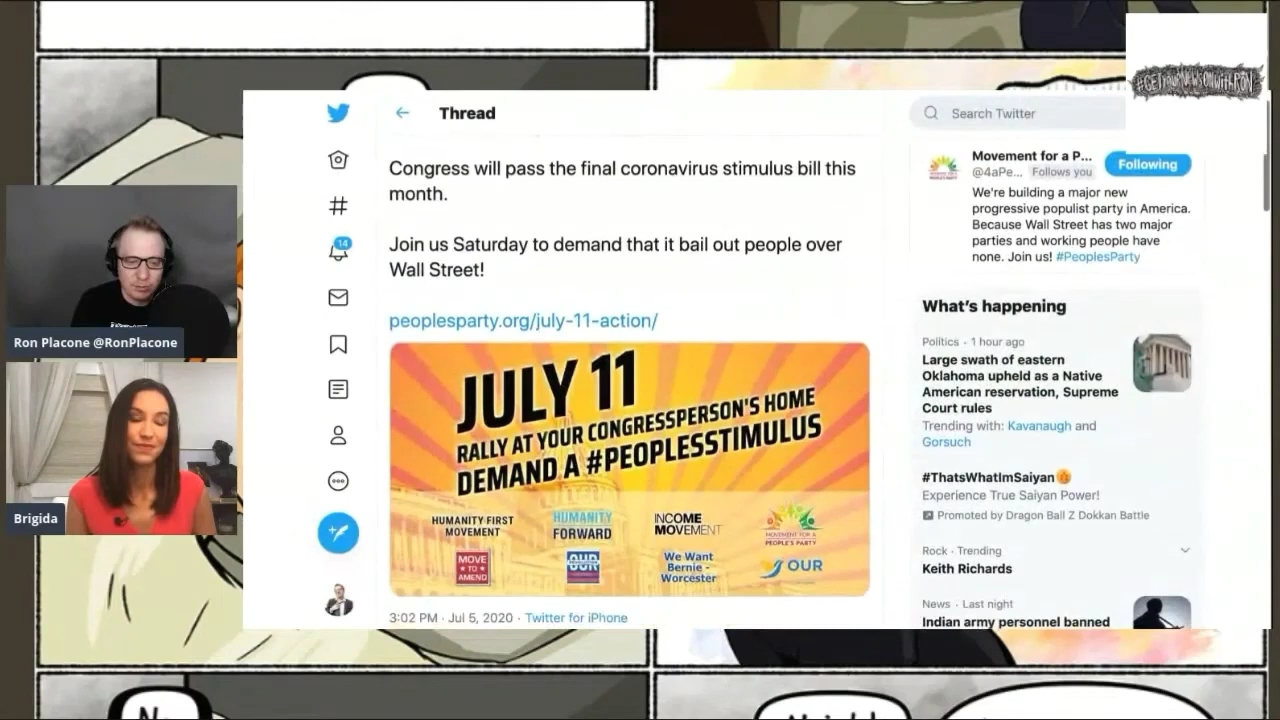 #GETYOURNEWSONWITHRON
Thread
Search Twitter
Congress will pass the final coronavirus stimulus bill this
month.
Join us Saturday to demand that it bail out people over
Wall Street!
peoplesparty.org/july-11-action/
JULY 11
RALLY AT YOUR CONGRESSPERSON'S HOME
DEMAND A #PEOPLESSTIMULUS
HUMANITY FIRST
MOVEMENT
HUMANITY
FORWARD
INCOME
MOVEMENT
MOVEMENT FOR A
PEOPLE'S PARTY
MOVE
TO
AMEND
OUR
We Want
Bernie -
Worcester
OUR
3:02 PM · Jul 5, 2020 · Twitter for iPhone
14
Movement for a P...
@4aPe... Follows you
Following
We're building a major new
progressive populist party in America.
Because Wall Street has two major
parties and working people have
none. Join us! #PeoplesParty
What's happening
Politics · 1 hour ago
Large swath of eastern
Oklahoma upheld as a Native
American reservation, Supreme
Court rules
Trending with: Kavanaugh and
Gorsuch
#ThatsWhatImSaiyan
Experience True Saiyan Power!
Promoted by Dragon Ball Z Dokkan Battle
Rock · Trending
Keith Richards
News · Last night
Indian army personnel banned
Ron Placone @RonPlacone
Brigida